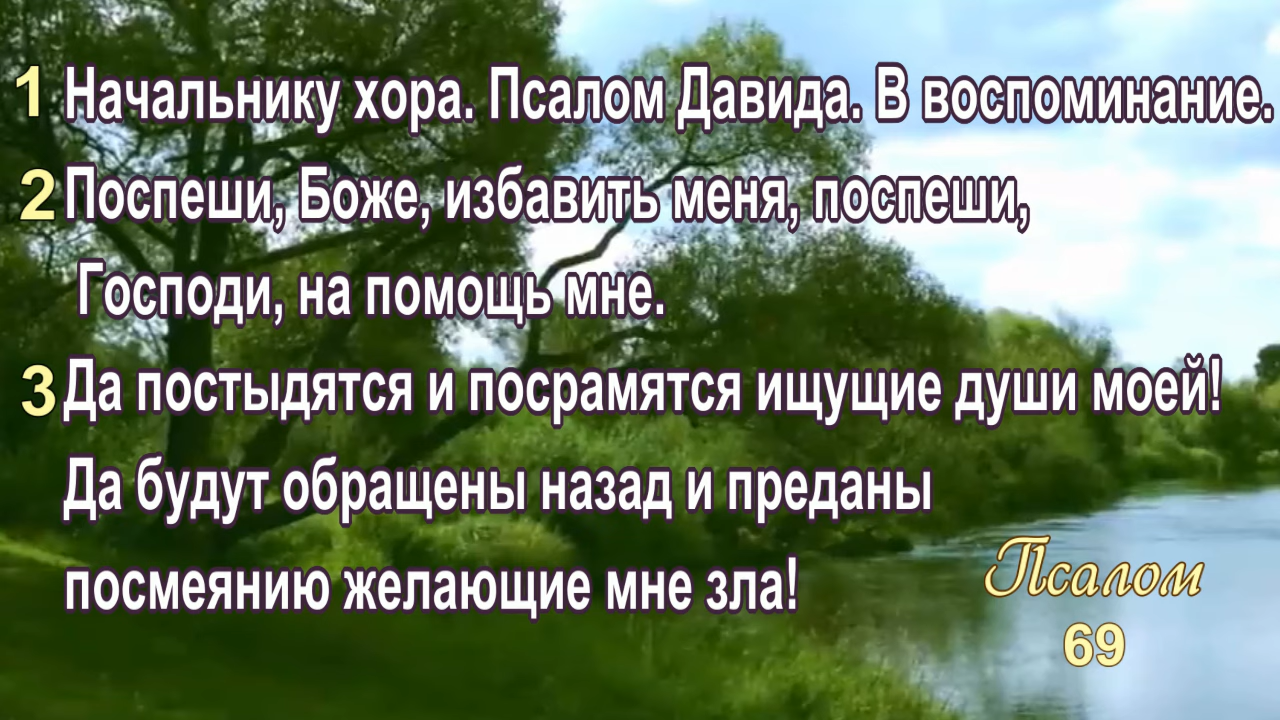 1 Начальнику хора. Псалом Давида. В воспоминание.
2 Поспеши, Боже, избавить меня, поспеши,
Господи, на помощь мне.
3 Да постыдятся и посрамятся ищущие души моей!
Да будут обращены назад и преданы
посмеянию желающие мне зла!
Псалом
69